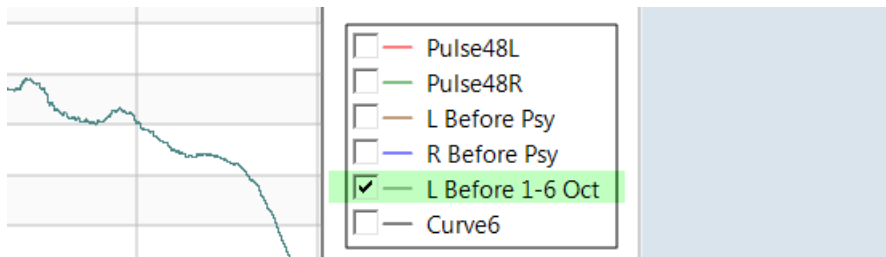 Pulse48L
Pulse48R
L Before Psy
R Before Psy
L Before 1-6 Oct
Curve6